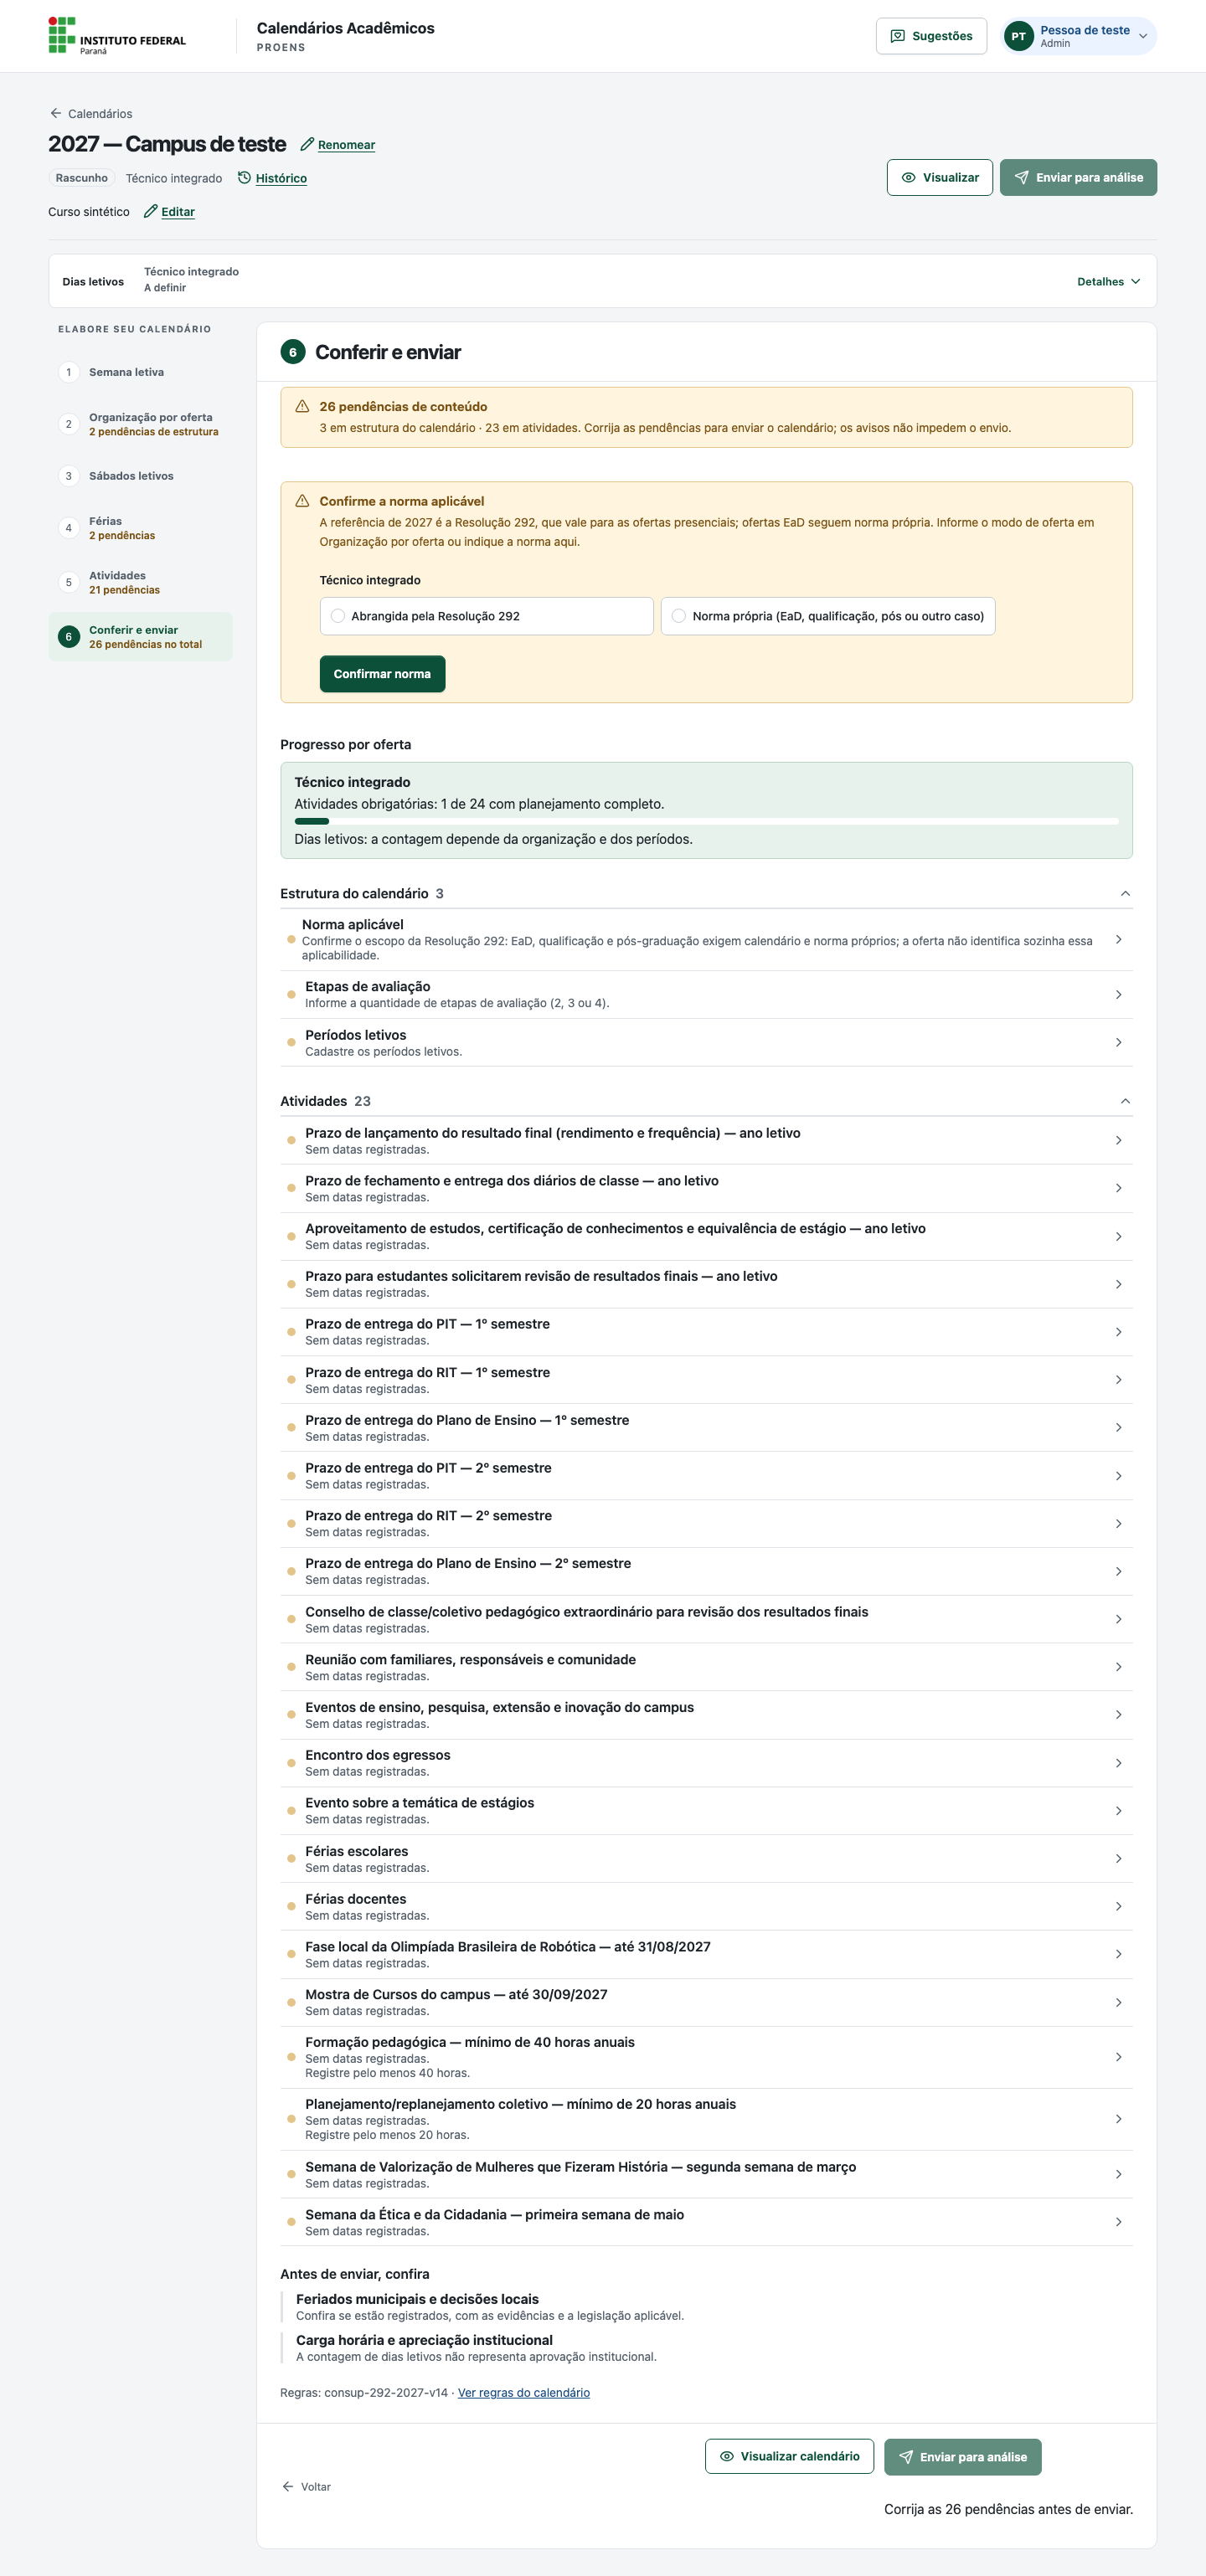 INSTITUTO FEDERAL
Paraná
Calendários Acadêmicos
PROENS
Sugestões
PT
Pessoa de teste
Admin
Calendários
2027 — Campus de teste
Renomear
Rascunho
Técnico integrado
Histórico
Visualizar
Enviar para análise
Curso sintético
Editar
Dias letivos
Técnico integrado
A definir
Detalhes
ELABORE SEU CALENDÁRIO
1
Semana letiva
2
Organização por oferta
2 pendências de estrutura
3
Sábados letivos
4
Férias
2 pendências
5
Atividades
21 pendências
6
Conferir e enviar
26 pendências no total
6
Conferir e enviar
26 pendências de conteúdo
3 em estrutura do calendário · 23 em atividades. Corrija as pendências para enviar o calendário; os avisos não impedem o envio.
Confirme a norma aplicável
A referência de 2027 é a Resolução 292, que vale para as ofertas presenciais; ofertas EaD seguem norma própria. Informe o modo de oferta em
Organização por oferta ou indique a norma aqui.
Técnico integrado
Abrangida pela Resolução 292
Norma própria (EaD, qualificação, pós ou outro caso)
Confirmar norma
Progresso por oferta
Técnico integrado
Atividades obrigatórias: 1 de 24 com planejamento completo.
Dias letivos: a contagem depende da organização e dos períodos.
Estrutura do calendário 3
Norma aplicável
Confirme o escopo da Resolução 292: EaD, qualificação e pós-graduação exigem calendário e norma próprios; a oferta não identifica sozinha essa
aplicabilidade.
Etapas de avaliação
Informe a quantidade de etapas de avaliação (2, 3 ou 4).
Períodos letivos
Cadastre os períodos letivos.
Atividades 23
Prazo de lançamento do resultado final (rendimento e frequência) — ano letivo
Sem datas registradas.
Prazo de fechamento e entrega dos diários de classe — ano letivo
Sem datas registradas.
Aproveitamento de estudos, certificação de conhecimentos e equivalência de estágio — ano letivo
Sem datas registradas.
Prazo para estudantes solicitarem revisão de resultados finais — ano letivo
Sem datas registradas.
Prazo de entrega do PIT — 1º semestre
Sem datas registradas.
Prazo de entrega do RIT — 1º semestre
Sem datas registradas.
Prazo de entrega do Plano de Ensino — 1º semestre
Sem datas registradas.
Prazo de entrega do PIT — 2º semestre
Sem datas registradas.
Prazo de entrega do RIT — 2º semestre
Sem datas registradas.
Prazo de entrega do Plano de Ensino — 2º semestre
Sem datas registradas.
Conselho de classe/coletivo pedagógico extraordinário para revisão dos resultados finais
Sem datas registradas.
Reunião com familiares, responsáveis e comunidade
Sem datas registradas.
Eventos de ensino, pesquisa, extensão e inovação do campus
Sem datas registradas.
Encontro dos egressos
Sem datas registradas.
Evento sobre a temática de estágios
Sem datas registradas.
Férias escolares
Sem datas registradas.
Férias docentes
Sem datas registradas.
Fase local da Olimpíada Brasileira de Robótica — até 31/08/2027
Sem datas registradas.
Mostra de Cursos do campus — até 30/09/2027
Sem datas registradas.
Formação pedagógica — mínimo de 40 horas anuais
Sem datas registradas.
Registre pelo menos 40 horas.
Planejamento/replanejamento coletivo — mínimo de 20 horas anuais
Sem datas registradas.
Registre pelo menos 20 horas.
Semana de Valorização de Mulheres que Fizeram História — segunda semana de março
Sem datas registradas.
Semana da Ética e da Cidadania — primeira semana de maio
Sem datas registradas.
Antes de enviar, confira
Feriados municipais e decisões locais
Confira se estão registrados, com as evidências e a legislação aplicável.
Carga horária e apreciação institucional
A contagem de dias letivos não representa aprovação institucional.
Regras: consup-292-2027-v14 · Ver regras do calendário
Visualizar calendário
Enviar para análise
Voltar
Corrija as 26 pendências antes de enviar.